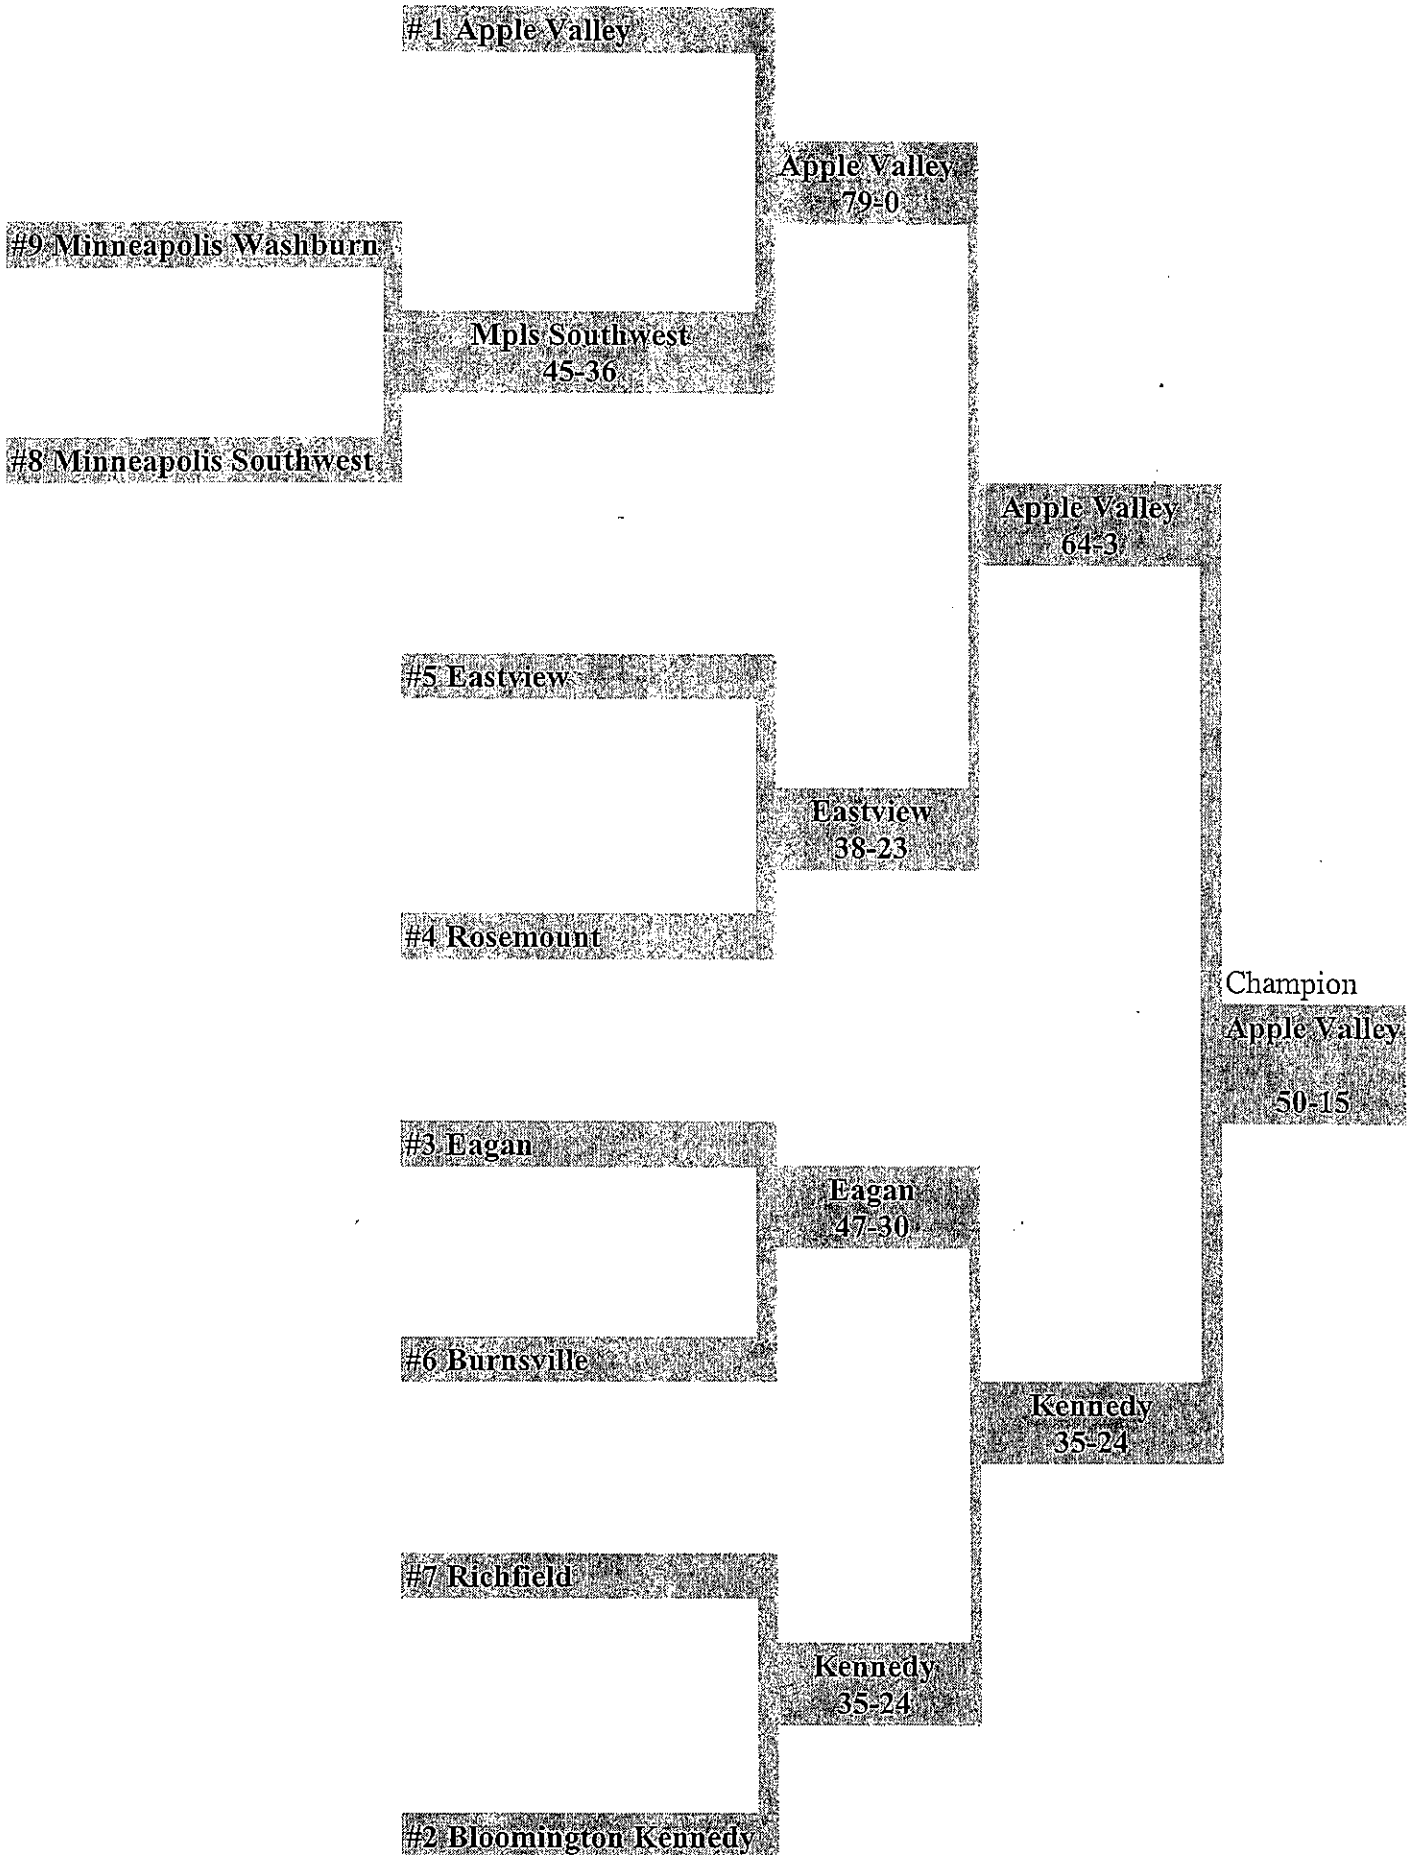 # 1 Apple Valley
Apple Valley
79-0
#9 Minneapolis Washburn
Mpls Southwest
45-36
#8 Minneapolis Southwest
Apple Valley
64-3
#5 Eastview
Eastview
38-23
#4 Rosemount
Champion
Apple Valley
50-15
#3 Eagan
Eagan
47-30
#6 Burnsville
Kennedy
35-24
#7 Richfield
Kennedy
35-24
#2 Bloomington Kennedy